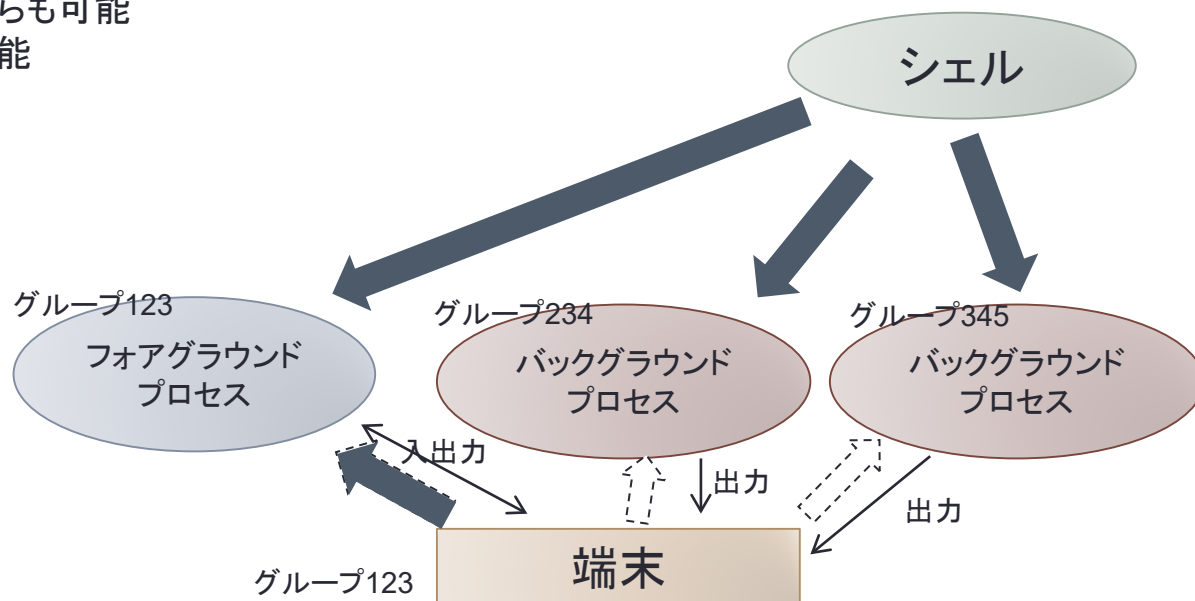 らも可能
能
シェル
グループ123
フォアグラウンド
プロセス
グループ234
バックグラウンド
プロセス
グループ345
バックグラウンド
プロセス
入出力
出力
出力
端末
グループ123